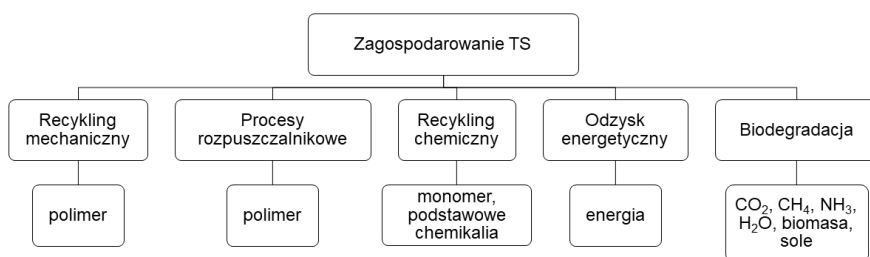 Zagospodarowanie TS
Recykling
mechaniczny
Procesy
rozpuszczalnikowe
Recykling
chemiczny
Odzysk
energetyczny
Biodegradacja
polimer
polimer
monomer,
podstawowe
chemikalia
energia
CO₂, CH₄, NH₃,
H₂O, biomasa,
sole